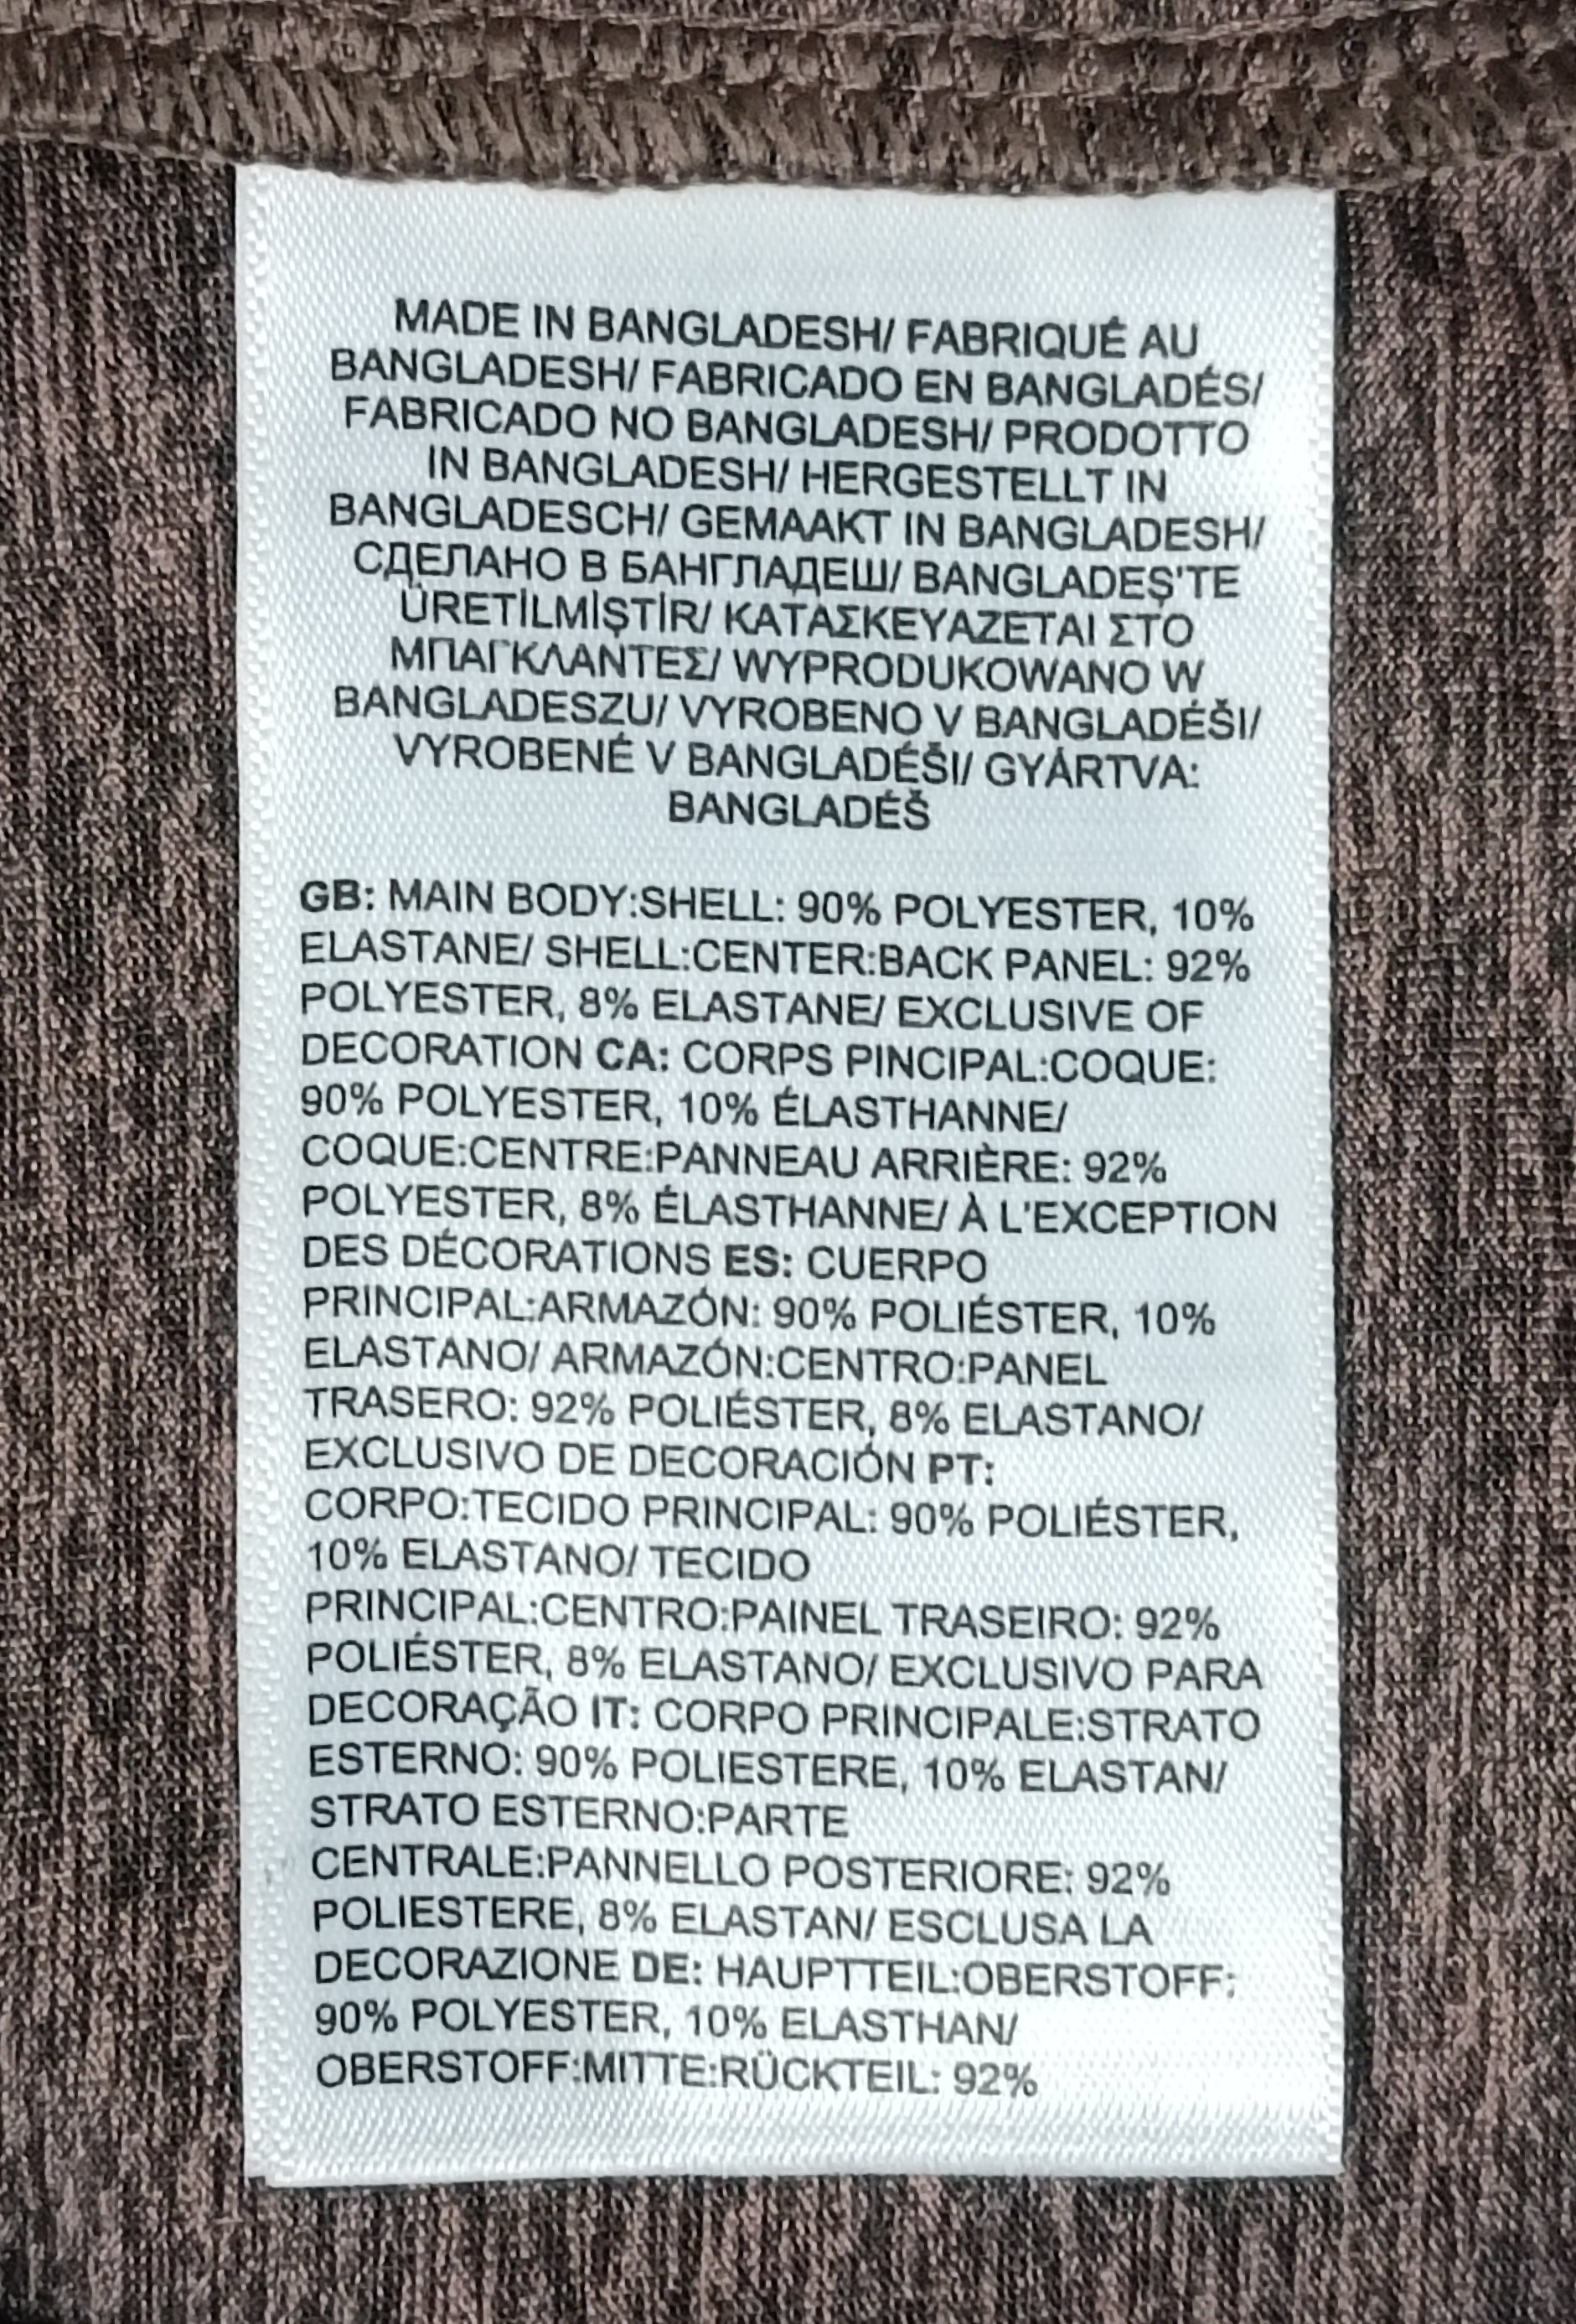 MADE IN BANGLADESH/ FABRIQUÉ AU
BANGLADESH/ FABRICADO EN BANGLADÉS/
FABRICADO NO BANGLADESH/ PRODOTTO
IN BANGLADESH/ HERGESTELLT IN
BANGLADESCH/ GEMAAKT IN BANGLADESH/
СДЕЛАНО В БАНГЛАДЕШ/ BANGLADEŞ'TE
ÜRETİLMİŞTİR/ ΚΑΤΑΣΚΕΥΑΖΕΤΑΙ ΣΤΟ
ΜΠΑΓΚΛΑΝΤΕΣ/ WYPRODUKOWANO W
BANGLADESZU/ VYROBENO V BANGLADÉŠI/
VYROBENÉ V BANGLADÉŠI/ GYÁRTVA:
BANGLADÉŠ
GB: MAIN BODY:SHELL: 90% POLYESTER, 10%
ELASTANE/ SHELL:CENTER:BACK PANEL: 92%
POLYESTER, 8% ELASTANE/ EXCLUSIVE OF
DECORATION CA: CORPS PINCIPAL:COQUE:
90% POLYESTER, 10% ÉLASTHANNE/
COQUE:CENTRE:PANNEAU ARRIÈRE: 92%
POLYESTER, 8% ÉLASTHANNE/ À L'EXCEPTION
DES DÉCORATIONS ES: CUERPO
PRINCIPAL:ARMAZÓN: 90% POLIÉSTER, 10%
ELASTANO/ ARMAZÓN:CENTRO:PANEL
TRASERO: 92% POLIÉSTER, 8% ELASTANO/
EXCLUSIVO DE DECORACIÓN PT:
CORPO:TECIDO PRINCIPAL: 90% POLIÉSTER,
10% ELASTANO/ TECIDO
PRINCIPAL:CENTRO:PAINEL TRASEIRO: 92%
POLIÉSTER, 8% ELASTANO/ EXCLUSIVO PARA
DECORAÇÃO IT: CORPO PRINCIPALE:STRATO
ESTERNO: 90% POLIESTERE, 10% ELASTAN/
STRATO ESTERNO:PARTE
CENTRALE:PANNELLO POSTERIORE: 92%
POLIESTERE, 8% ELASTAN/ ESCLUSA LA
DECORAZIONE DE: HAUPTTEIL:OBERSTOFF:
90% POLYESTER, 10% ELASTHAN/
OBERSTOFF:MITTE:RÜCKTEIL: 92%